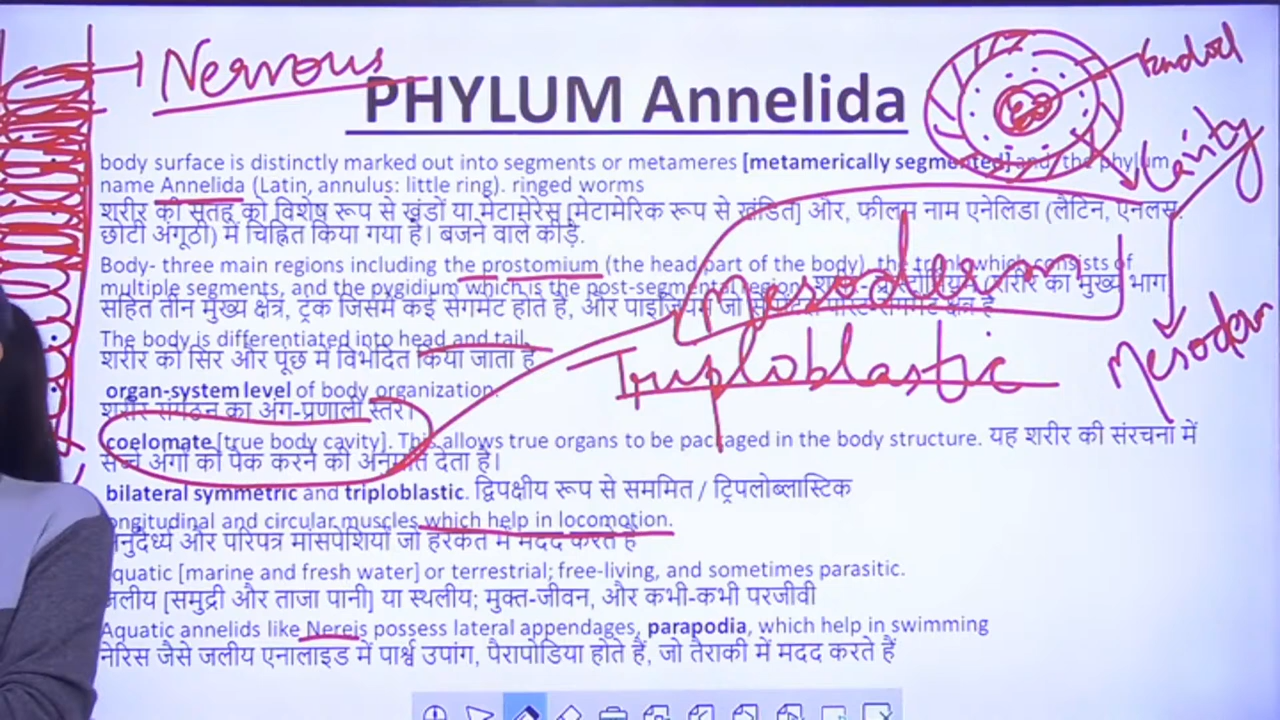 Nervous
PHYLUM Annelida
Cavity
body surface is distinctly marked out into segments or metameres [metamerically segmented] and, the phylum
name Annelida (Latin, annulus: little ring). ringed worms
शरीर की सतह को विशेष रूप से खंडों या मेटामेरेस [मेटामेरिक रूप से खंडित] और, फीलम नाम एनेलिडा (लैटिन, एनलस:
छोटी अंगूठी) में चिह्नित किया गया है। बजने वाले कीड़े.
Body- three main regions including the prostomium (the head part of the body), the trunk which consists of
multiple segments, and the pygidium which is the post-segmental region. शरीर का मुख्य भाग
सहित तीन मुख्य क्षेत्र, ट्रंक जिसमें कई सेगमेंट होते हैं, और जो
Mesoderm
The body is differentiated into head and tail.
शरीर को सिर और पूंछ में विभेदित किया जाता है
Triploblastic
Mesoderm
organ-system level of body organization.
शरीर संगठन का अंग-प्रणाली स्तर।
coelomate [true body cavity]. This allows true organs to be packaged in the body structure. यह शरीर की संरचना में
सच्चे अंगों को पैक करने की अनुमति देता है।
bilateral symmetric and triploblastic. द्विपक्षीय रूप से सममित / ट्रिपलोब्लास्टिक
ongitudinal and circular muscles which help in locomotion.
और परिपत्र मांसपेशियां जो हरकत में मदद करते हैं
quatic [marine and fresh water] or terrestrial; free-living, and sometimes parasitic.
जलीय [समुद्री और ताजा पानी] या स्थलीय; मुक्त-जीवन, और कभी-कभी परजीवी
Aquatic annelids like Nereis possess lateral appendages, parapodia, which help in swimming
नेरिस जैसे जलीय एनालाइड में पार्श्व उपांग, पैरापोडिया होते हैं, जो तैराकी में मदद करते हैं